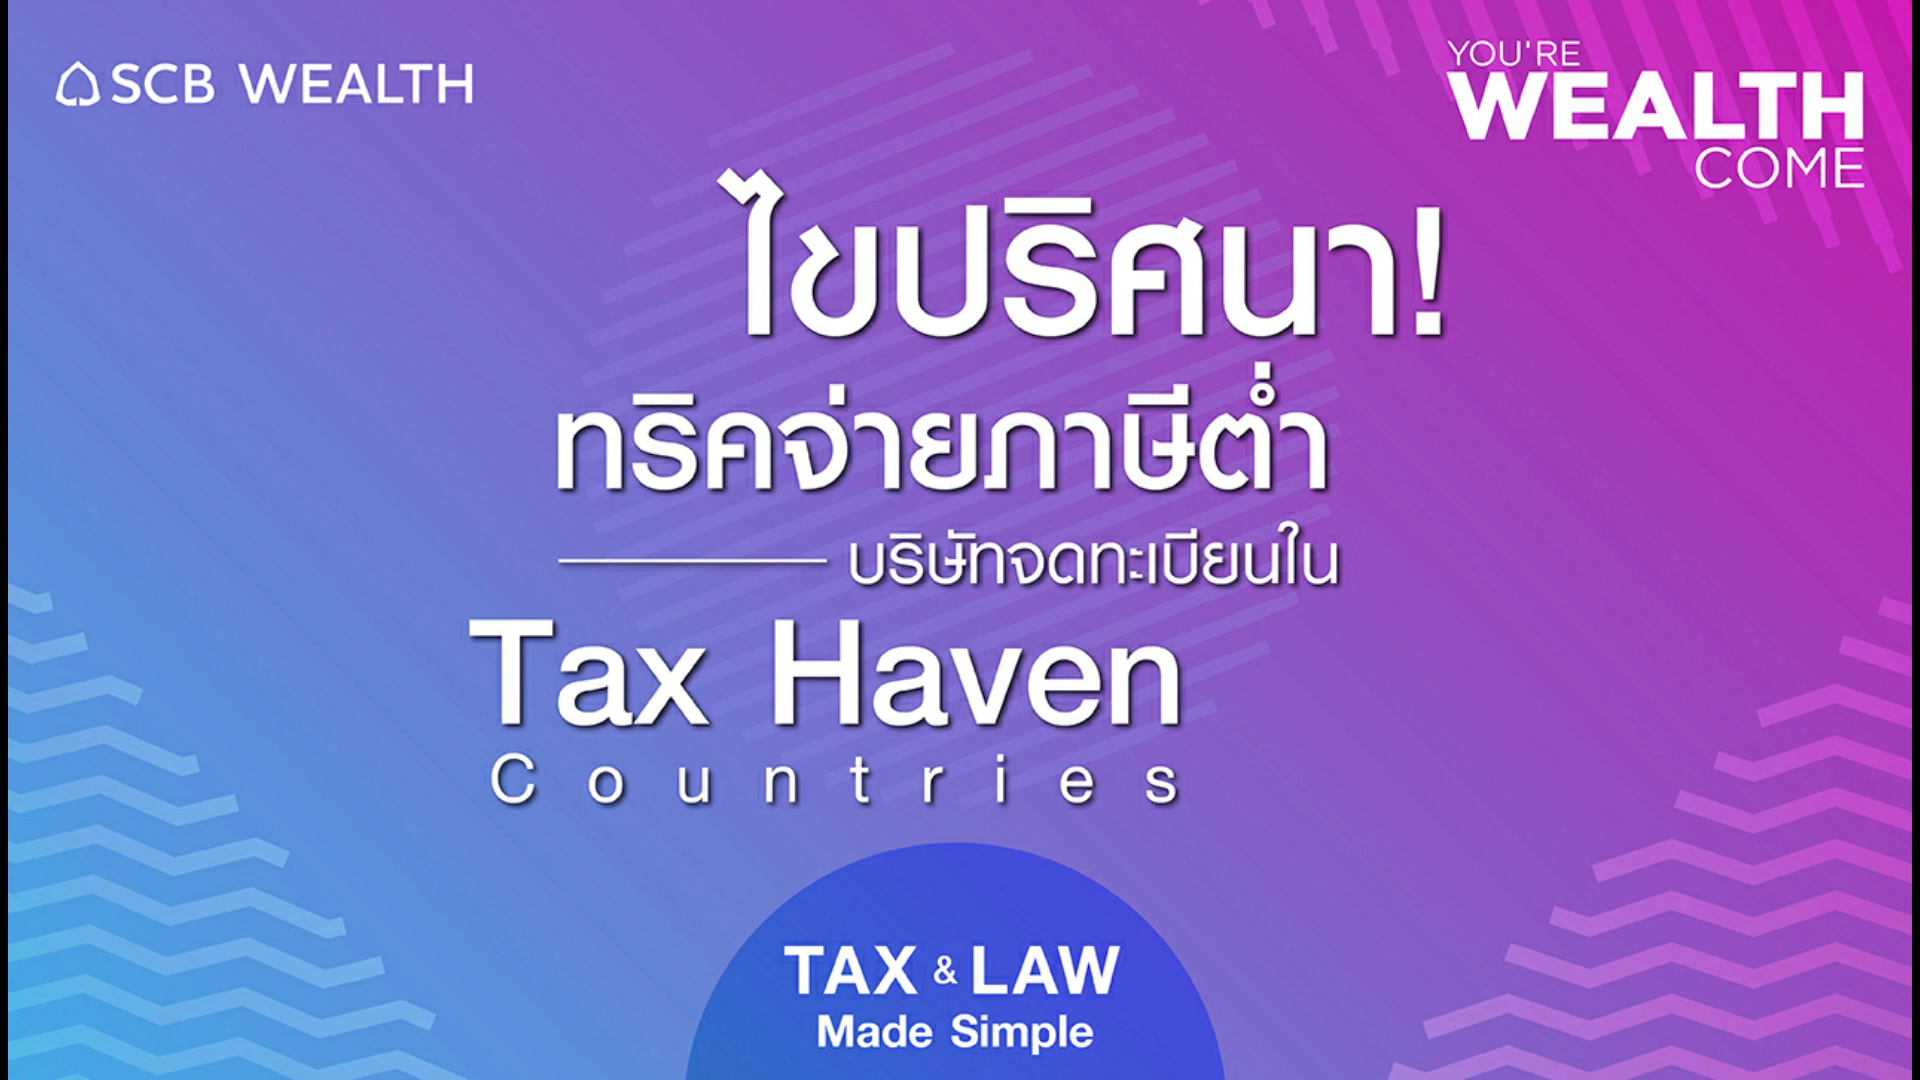 SCB WEALTH
YOU'RE
WEALTH
COME
ไขปริศนา!
ทริคจ่ายภาษีต่ำ
บริษัทจดทะเบียนใน
Tax Haven
Countries
TAX & LAW
Made Simple